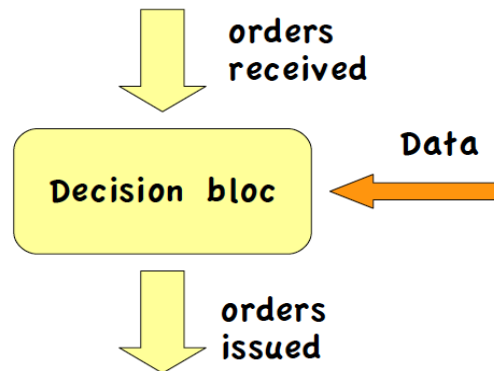 orders
received
Data
Decision bloc
orders
issued